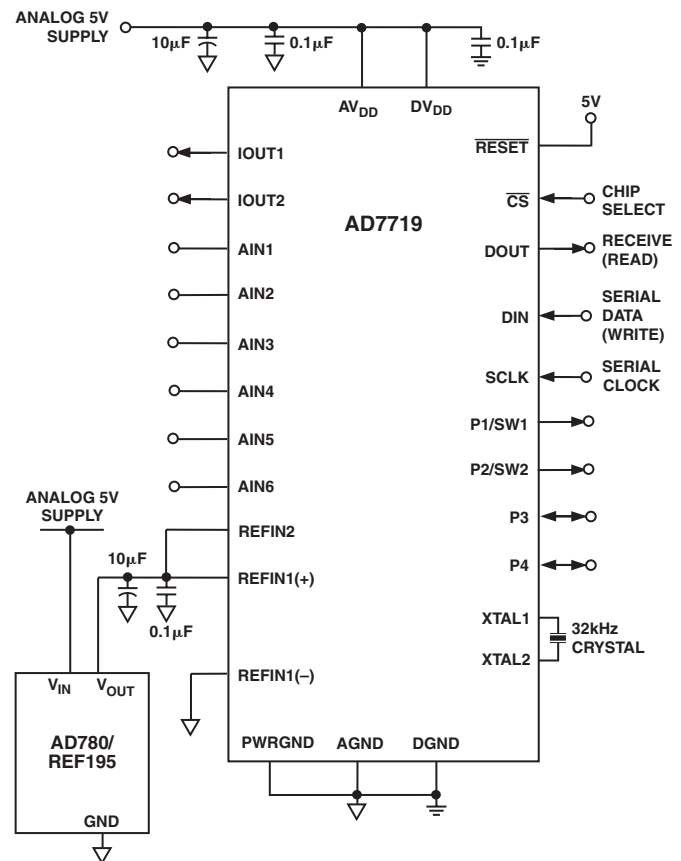 ANALOG 5V
SUPPLY
10µF
0.1µF
0.1µF
AVDD
DVDD
5V
RESET
IOUT1
IOUT2
AIN1
AIN2
AIN3
AIN4
AIN5
AIN6
REFIN2
REFIN1(+)
REFIN1(–)
AD7719
CS
CHIP
SELECT
DOUT
RECEIVE
(READ)
DIN
SERIAL
DATA
(WRITE)
SCLK
SERIAL
CLOCK
P1/SW1
P2/SW2
P3
P4
XTAL1
XTAL2
32kHz
CRYSTAL
ANALOG 5V
SUPPLY
10µF
0.1µF
VIN
VOUT
AD780/
REF195
GND
PWRGND
AGND
DGND